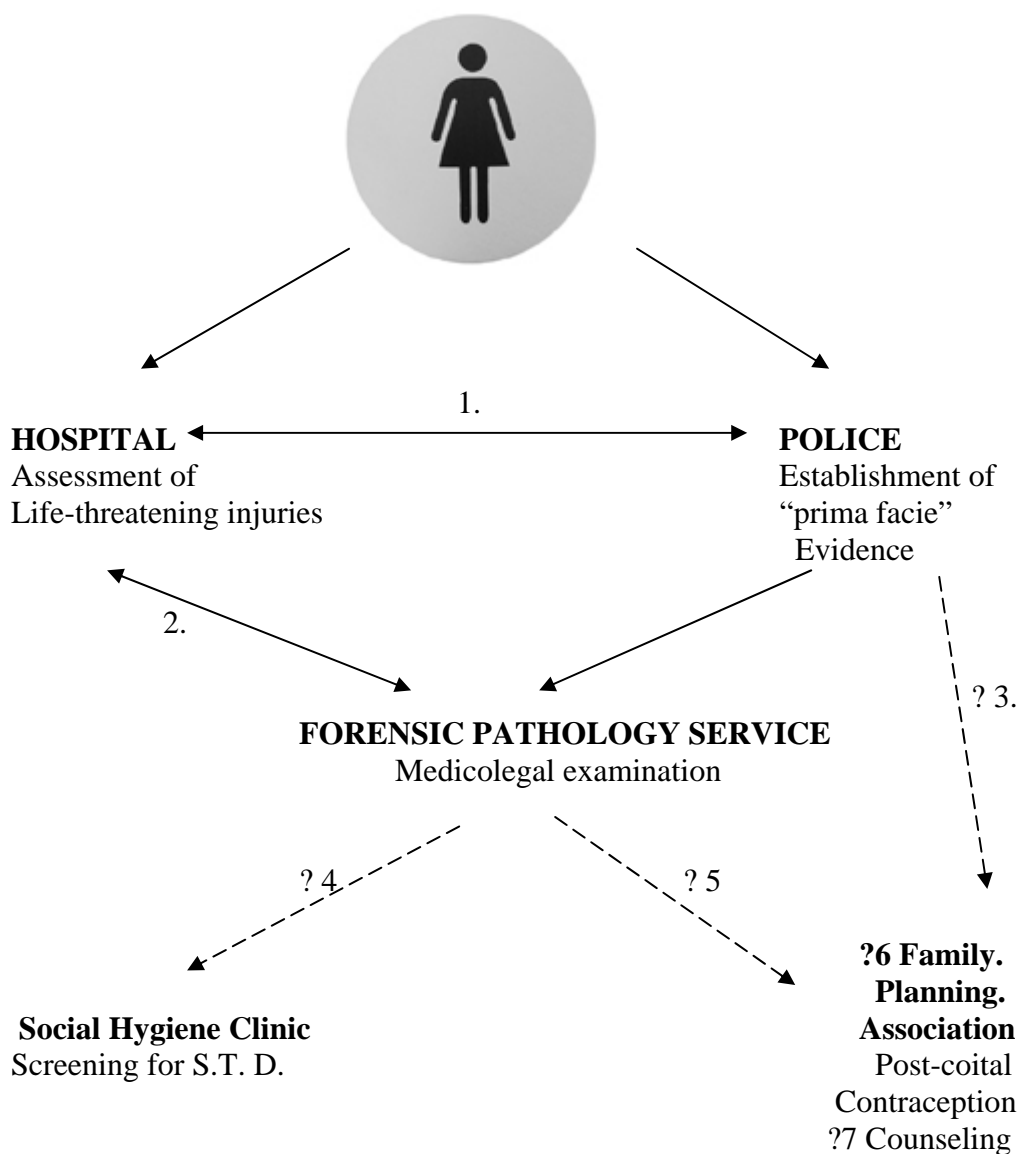 1.
HOSPITAL
Assessment of
Life-threatening injuries
POLICE
Establishment of
“prima facie”
Evidence
2.
? 3.
FORENSIC PATHOLOGY SERVICE
Medicolegal examination
? 4
? 5
Social Hygiene Clinic
Screening for S.T. D.
?6 Family.
Planning.
Association
Post-coital
Contraception
?7 Counseling